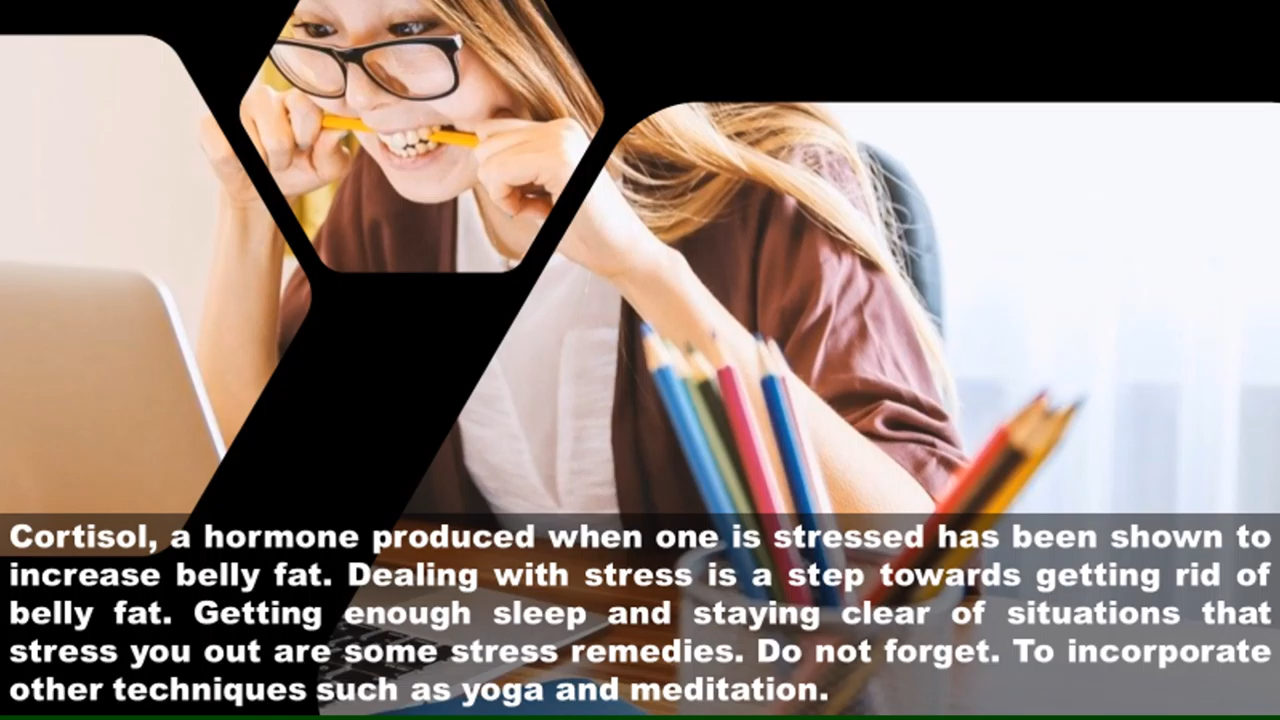 Cortisol, a hormone produced when one is stressed has been shown to
increase belly fat. Dealing with stress is a step towards getting rid of
belly fat. Getting enough sleep and staying clear of situations that
stress you out are some stress remedies. Do not forget. To incorporate
other techniques such as yoga and meditation.